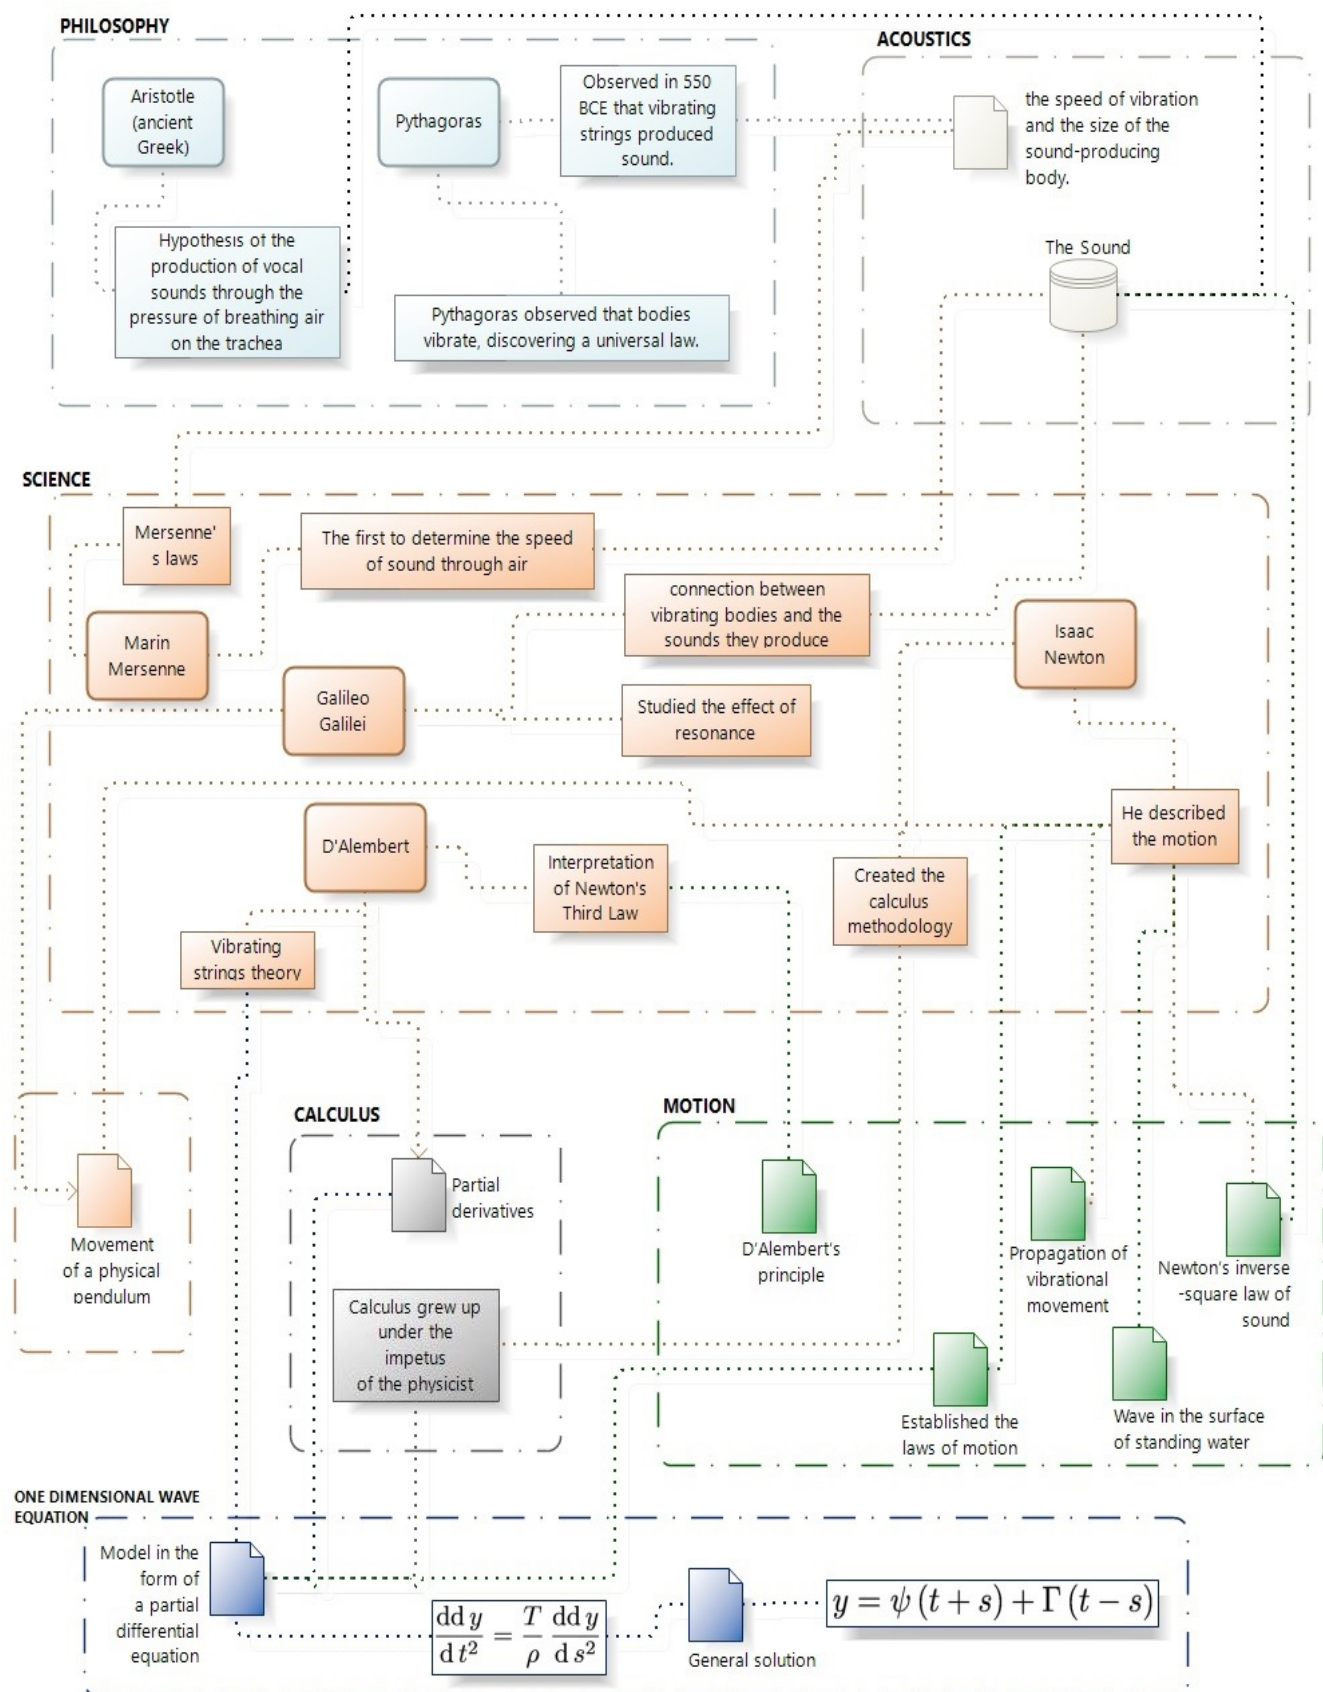 PHILOSOPHY
Aristotle
(ancient
Greek)
Pythagoras
Observed in 550
BCE that vibrating
strings produced
sound.
Hypothesis of the
production of vocal
sounds through the
pressure of breathing air
on the trachea
Pythagoras observed that bodies
vibrate, discovering a universal law.
ACOUSTICS
the speed of vibration
and the size of the
sound-producing
body.
The Sound
SCIENCE
Mersenne'
s laws
The first to determine the speed
of sound through air
connection between
vibrating bodies and the
sounds they produce
Isaac
Newton
Marin
Mersenne
Galileo
Galilei
Studied the effect of
resonance
He described
the motion
D'Alembert
Interpretation
of Newton's
Third Law
Created the
calculus
methodology
Vibrating
strings theory
Movement
of a physical
pendulum
CALCULUS
Partial
derivatives
Calculus grew up
under the
impetus
of the physicist
MOTION
D'Alembert's
principle
Propagation of
vibrational
movement
Newton's inverse
-square law of
sound
Established the
laws of motion
Wave in the surface
of standing water
ONE DIMENSIONAL WAVE
EQUATION
Model in the
form of
a partial
differential
equation
dd y / d t² = T / ρ dd y / d s²
General solution
y = ψ (t + s) + Γ (t − s)